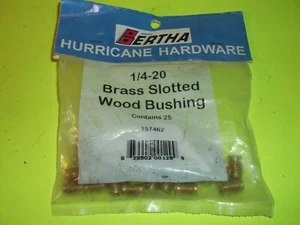 BERTHA
HURRICANE HARDWARE
1/4-20
Brass Slotted
Wood Bushing
Contains 25
157462